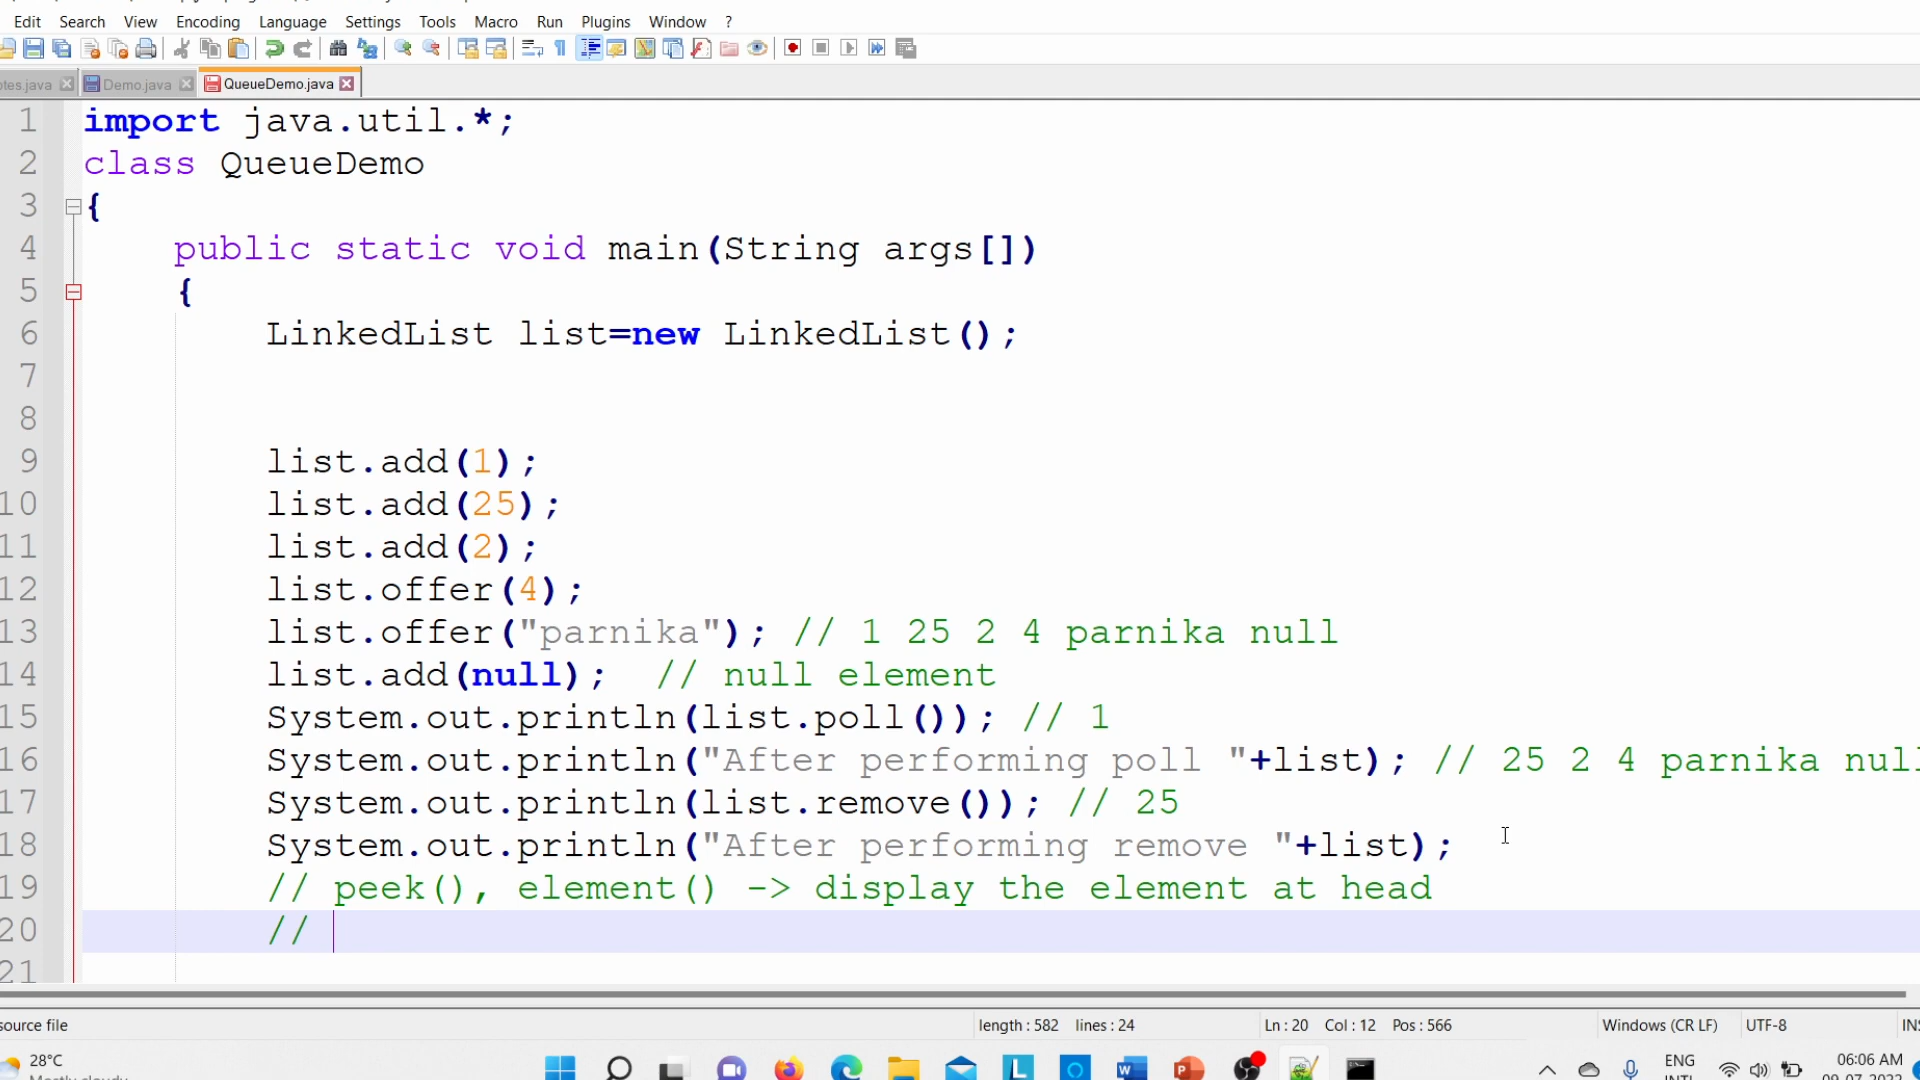 Edit Search View Encoding Language Settings Tools Macro Run Plugins Window ?
otes.java Demo.java QueueDemo.java
1 import java.util.*;
2 class QueueDemo
3 {
4 public static void main(String args[])
5 {
6 LinkedList list=new LinkedList();
7
8
9 list.add(1);
10 list.add(25);
11 list.add(2);
12 list.offer(4);
13 list.offer("parnika"); // 1 25 2 4 parnika null
14 list.add(null); // null element
15 System.out.println(list.poll()); // 1
16 System.out.println("After performing poll "+list); // 25 2 4 parnika null
17 System.out.println(list.remove()); // 25
18 System.out.println("After performing remove "+list);
19 // peek(), element() -> display the element at head
20 //
21
source file length : 582 lines : 24 Ln : 20 Col : 12 Pos : 566 Windows (CR LF) UTF-8 INS
28°C
Mostly cloudy
ENG
INTL
06:06 AM